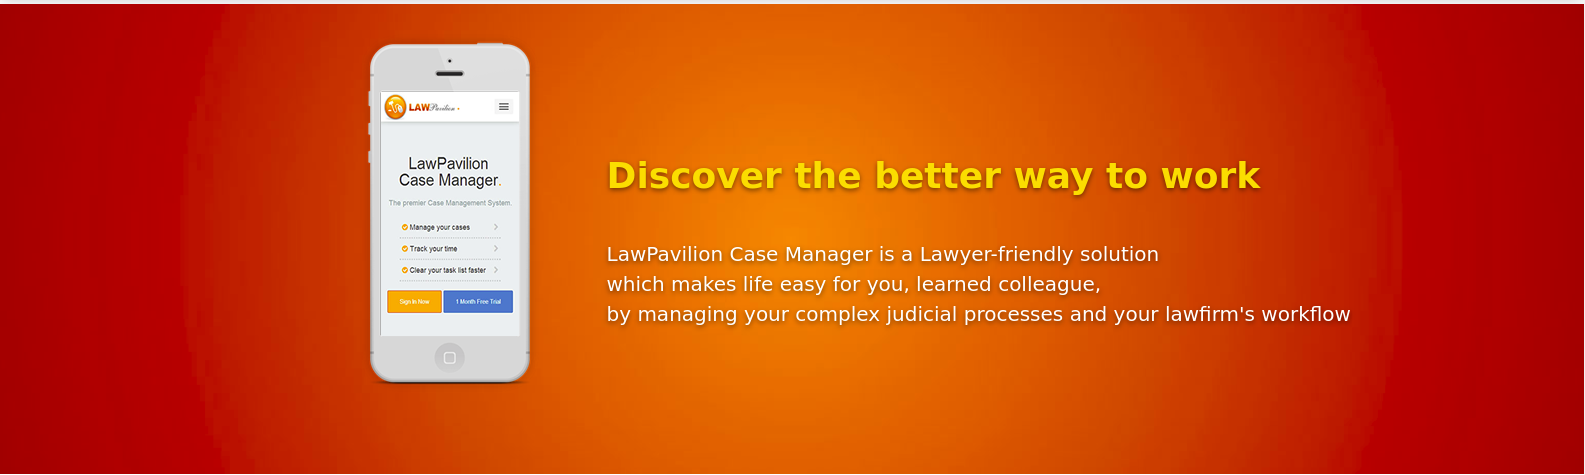 LAWPavilion
LawPavilion
Case Manager.
The premier Case Management System.
Manage your cases
Track your time
Clear your task list faster
Sign In Now
1 Month Free Trial
Discover the better way to work
LawPavilion Case Manager is a Lawyer-friendly solution
which makes life easy for you, learned colleague,
by managing your complex judicial processes and your lawfirm's workflow